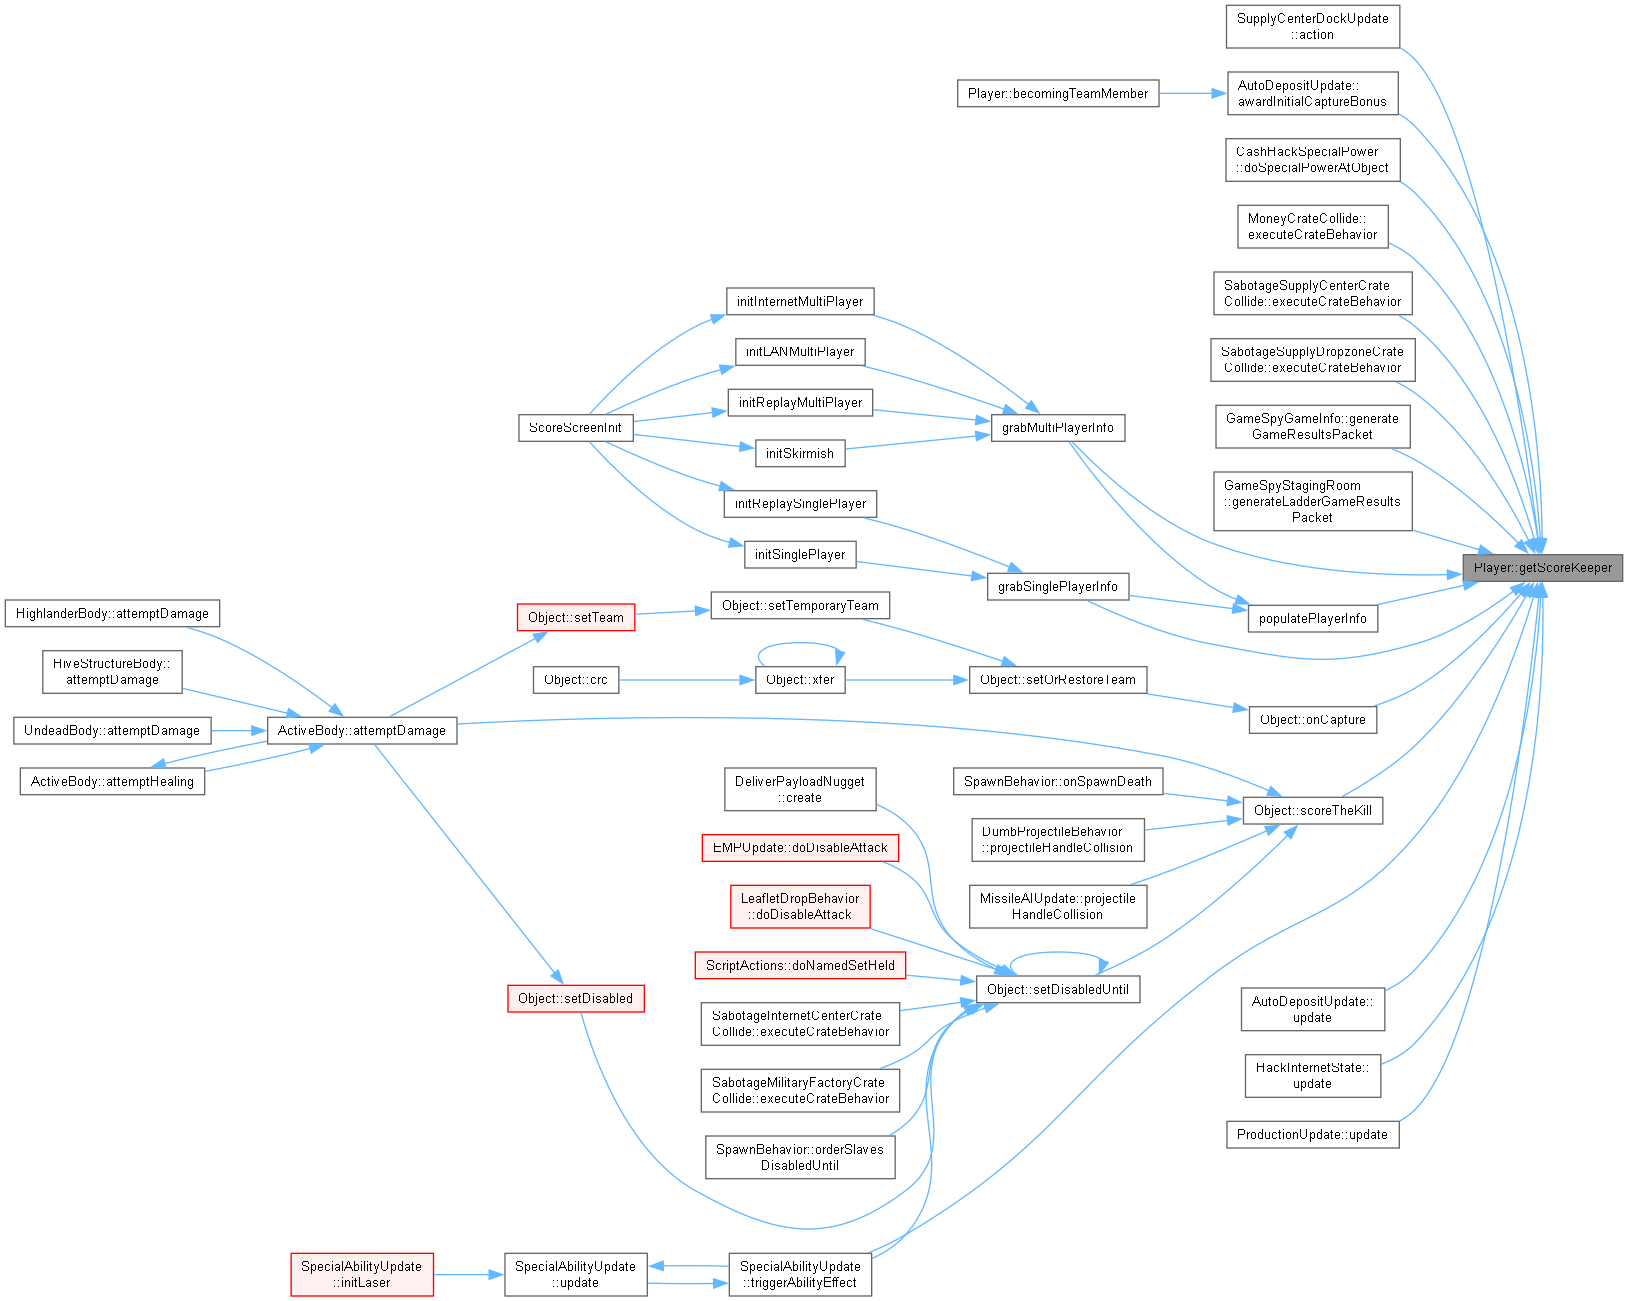 SupplyCenterDockUpdate
::action
Player::becomingTeamMember
AutoDepositUpdate::
awardInitialCaptureBonus
CashHackSpecialPower
::doSpecialPowerAtObject
MoneyCrateCollide::
executeCrateBehavior
SabotageSupplyCenterCrate
Collide::executeCrateBehavior
initInternetMultiPlayer
initLANMultiPlayer
SabotageSupplyDropzoneCrate
Collide::executeCrateBehavior
initReplayMultiPlayer
ScoreScreenInit
grabMultiPlayerInfo
GameSpyGameInfo::generate
GameResultsPacket
initSkirmish
initReplaySinglePlayer
GameSpyStagingRoom
::generateLadderGameResults
Packet
initSinglePlayer
Player::getScoreKeeper
grabSinglePlayerInfo
HighlanderBody::attemptDamage
Object::setTeam
Object::setTemporaryTeam
populatePlayerInfo
HiveStructureBody::
attemptDamage
Object::crc
Object::xfer
Object::setOrRestoreTeam
UndeadBody::attemptDamage
ActiveBody::attemptDamage
Object::onCapture
ActiveBody::attemptHealing
DeliverPayloadNugget
::create
SpawnBehavior::onSpawnDeath
Object::scoreTheKill
EMPUpdate::doDisableAttack
DumbProjectileBehavior
::projectileHandleCollision
LeafletDropBehavior
::doDisableAttack
MissileAIUpdate::projectile
HandleCollision
ScriptActions::doNamedSetHeld
Object::setDisabled
Object::setDisabledUntil
SabotageInternetCenterCrate
Collide::executeCrateBehavior
AutoDepositUpdate::
update
SabotageMilitaryFactoryCrate
Collide::executeCrateBehavior
HackInternetState::
update
SpawnBehavior::orderSlaves
DisabledUntil
ProductionUpdate::update
SpecialAbilityUpdate
::initLaser
SpecialAbilityUpdate
::update
SpecialAbilityUpdate
::triggerAbilityEffect